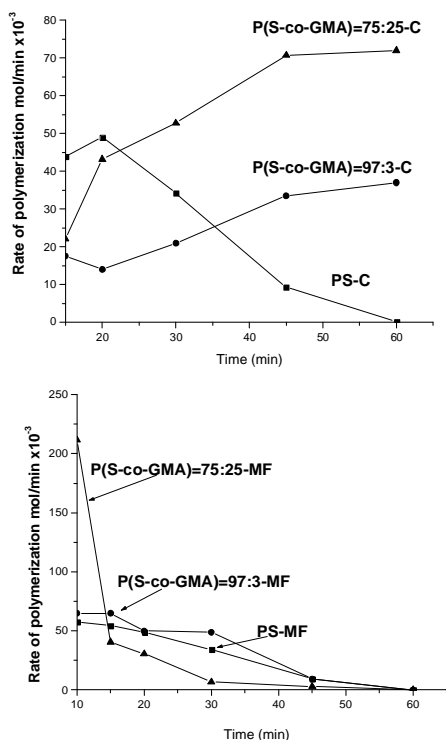 P(S-co-GMA)=75:25-C
P(S-co-GMA)=97:3-C
PS-C
Rate of polymerization mol/min x10⁻³
80
70
60
50
40
30
20
10
0
20 30 40 50 60
Time (min)
P(S-co-GMA)=75:25-MF
P(S-co-GMA)=97:3-MF
PS-MF
Rate of polymerization mol/min x10⁻³
250
200
150
100
50
0
10 20 30 40 50 60
Time (min)